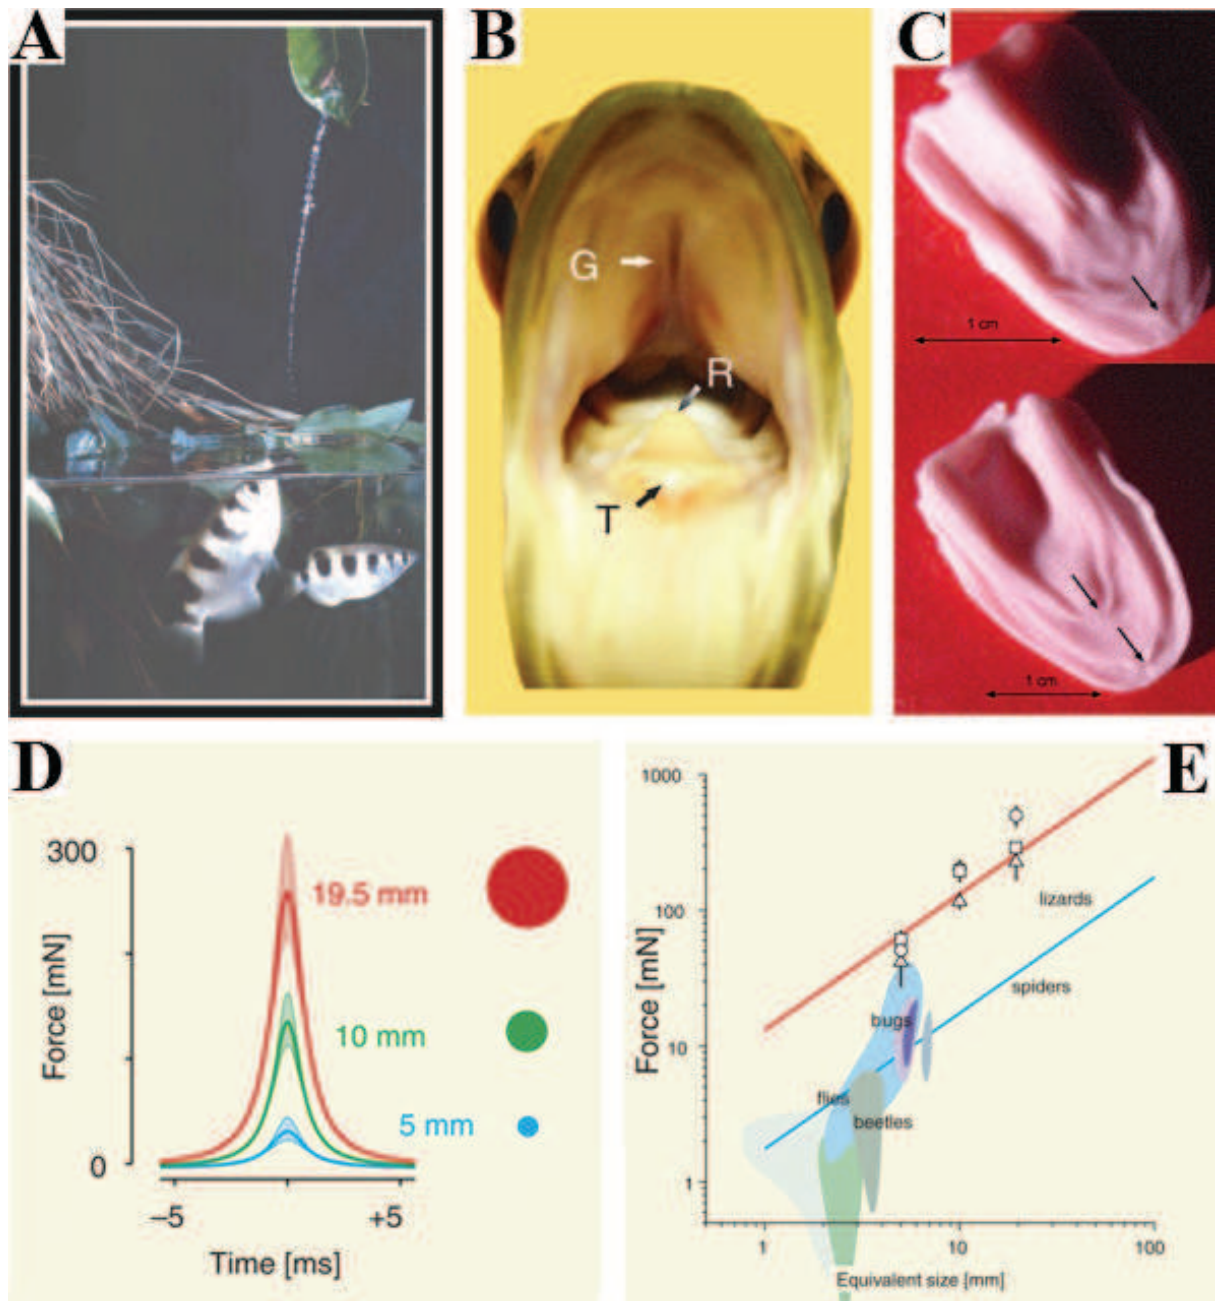 A
B
C
G
R
T
1 cm
1 cm
D
300
0
Force [mN]
19.5 mm
10 mm
5 mm
–5
+5
Time [ms]
E
1000
100
10
1
Force [mN]
lizards
spiders
bugs
flies
beetles
1
10
100
Equivalent size [mm]